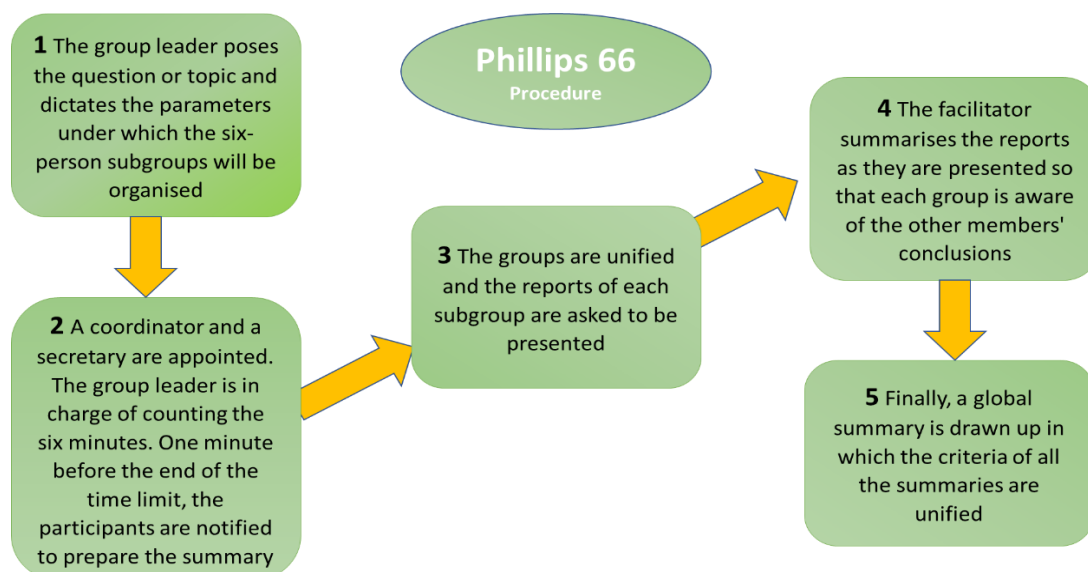 Phillips 66
Procedure
1 The group leader poses
the question or topic and
dictates the parameters
under which the six-
person subgroups will be
organised
2 A coordinator and a
secretary are appointed.
The group leader is in
charge of counting the
six minutes. One minute
before the end of the
time limit, the
participants are notified
to prepare the summary
3 The groups are unified
and the reports of each
subgroup are asked to be
presented
4 The facilitator
summarises the reports
as they are presented so
that each group is aware
of the other members'
conclusions
5 Finally, a global
summary is drawn up in
which the criteria of all
the summaries are
unified